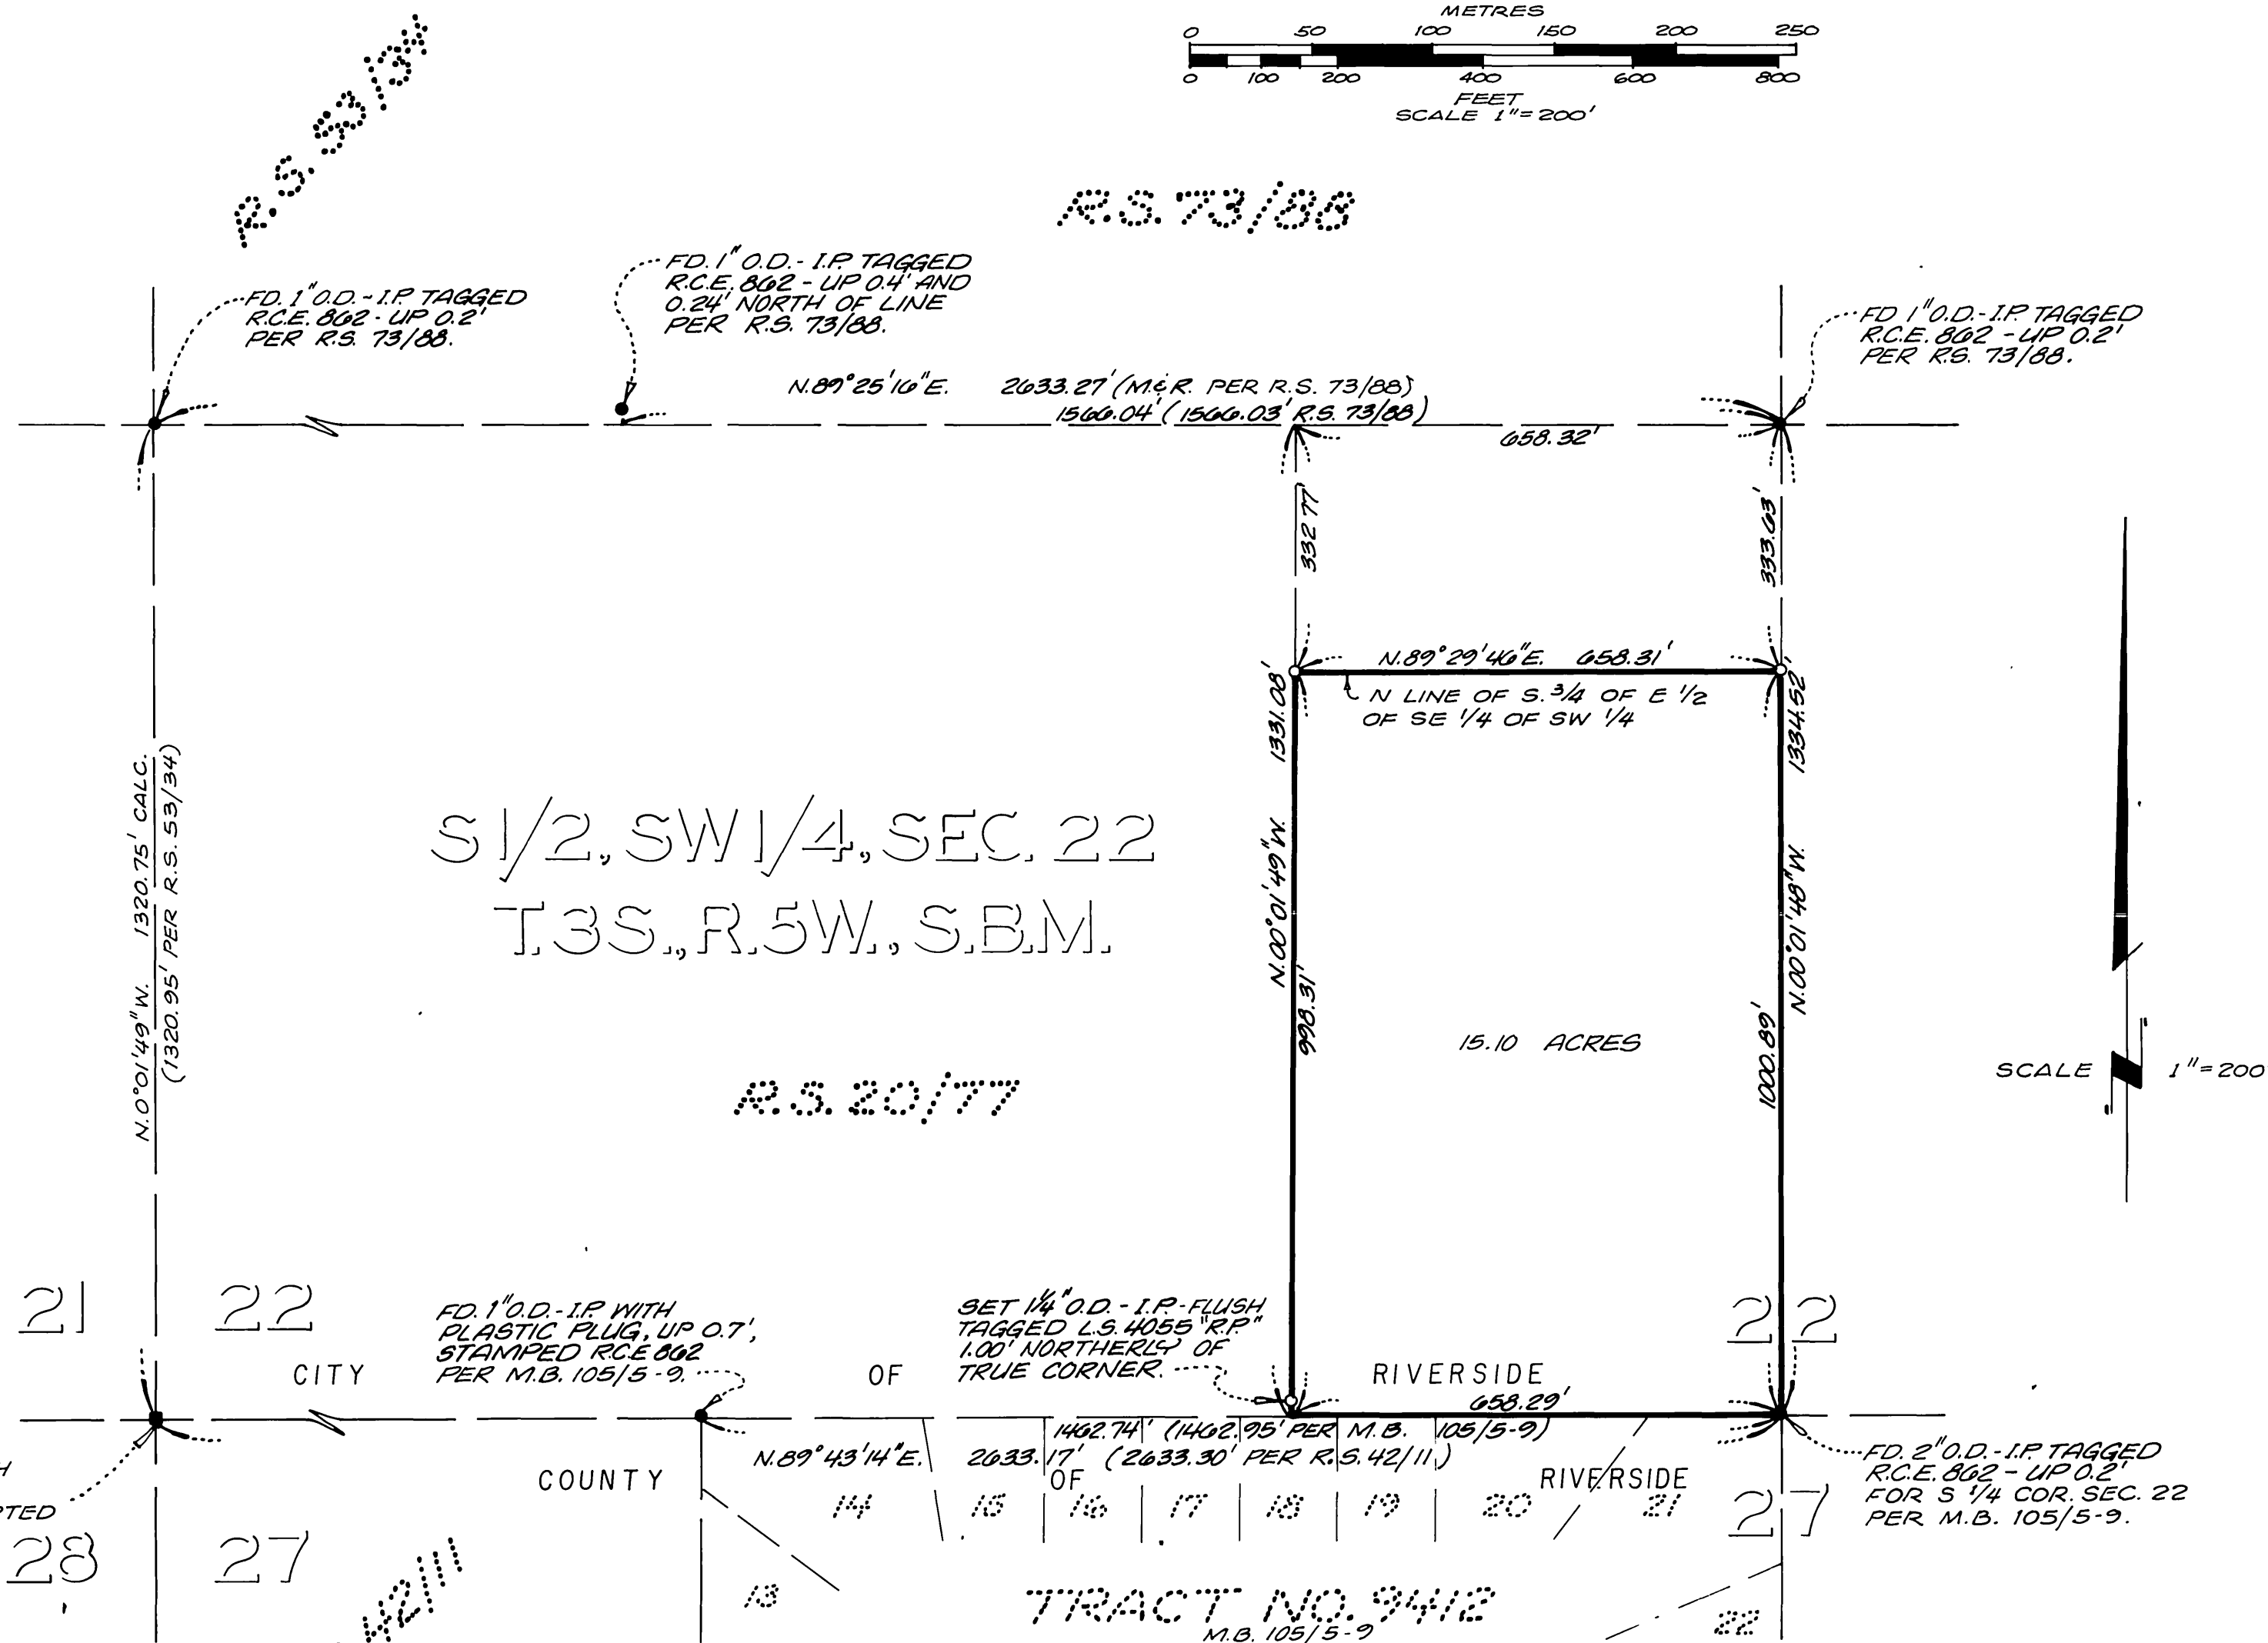 METRES
0 50 100 150 200 250
0 100 200 400 600 800
FEET
SCALE 1"=200'
R.S. 53/34
R.S. 73/88
FD. 1" O.D. - I.P. TAGGED
R.C.E. 862 - UP 0.2'
PER R.S. 73/88.
FD. 1" O.D. - I.P. TAGGED
R.C.E. 862 - UP 0.4' AND
0.24' NORTH OF LINE
PER R.S. 73/88.
FD 1" O.D. - I.P. TAGGED
R.C.E. 862 - UP 0.2'
PER R.S. 73/88.
N.89°25'16"E. 2633.27' (M.&R. PER R.S. 73/88)
1566.04' (1566.03' R.S. 73/88)
658.32'
332.77'
333.63'
N.89°29'46"E. 658.31'
N LINE OF S. 3/4 OF E 1/2
OF SE 1/4 OF SW 1/4
N.00°01'49"W. 1331.08'
998.31'
N.00°01'48"W. 1334.52'
1000.89'
N.0°01'49"W. 1320.75' CALC.
(1320.95' PER R.S. 53/34)
S 1/2, SW 1/4, SEC. 22
T.3S., R.5W., S.B.M.
15.10 ACRES
SCALE 1"=200
R.S. 20/77
21 22
FD. 1" O.D. - I.P. WITH
PLASTIC PLUG, UP 0.7',
STAMPED R.C.E 862
PER M.B. 105/5-9.
SET 1 1/4" O.D. - I.P. - FLUSH
TAGGED L.S. 4055 "R.P."
1.00' NORTHERLY OF
TRUE CORNER.
22
CITY OF RIVERSIDE
658.29'
1462.74' (1462.95' PER M.B. 105/5-9)
N.89°43'14"E. 2633.17' (2633.30' PER R.S. 42/11)
COUNTY OF RIVERSIDE
FD. 2" O.D. - I.P. TAGGED
R.C.E. 862 - UP 0.2'
FOR S 1/4 COR. SEC. 22
PER M.B. 105/5-9.
14 15 16 17 18 19 20 21
27
28 27
42/11
13
TRACT NO. 9412
M.B. 105/5-9
22